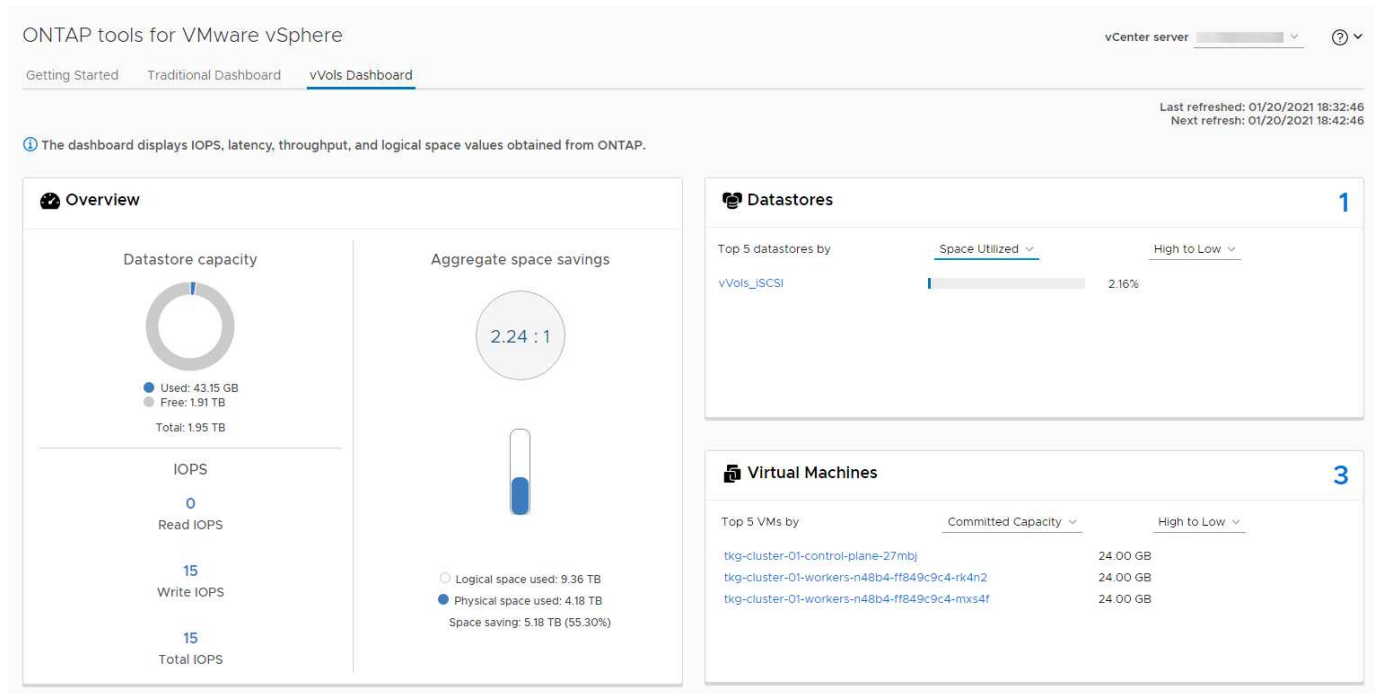 ONTAP tools for VMware vSphere
vCenter server
Getting Started Traditional Dashboard vVols Dashboard
Last refreshed: 01/20/2021 18:32:46
Next refresh: 01/20/2021 18:42:46
The dashboard displays IOPS, latency, throughput, and logical space values obtained from ONTAP.
Overview
Datastore capacity
Used: 43.15 GB
Free: 1.91 TB
Total: 1.95 TB
IOPS
0
Read IOPS
15
Write IOPS
15
Total IOPS
Aggregate space savings
2.24 : 1
Logical space used: 9.36 TB
Physical space used: 4.18 TB
Space saving: 5.18 TB (55.30%)
Datastores 1
Top 5 datastores by Space Utilized High to Low
vVols_iSCSI 2.16%
Virtual Machines 3
Top 5 VMs by Committed Capacity High to Low
tkg-cluster-01-control-plane-27mbj 24.00 GB
tkg-cluster-01-workers-n48b4-ff849c9c4-rk4n2 24.00 GB
tkg-cluster-01-workers-n48b4-ff849c9c4-mxs4f 24.00 GB